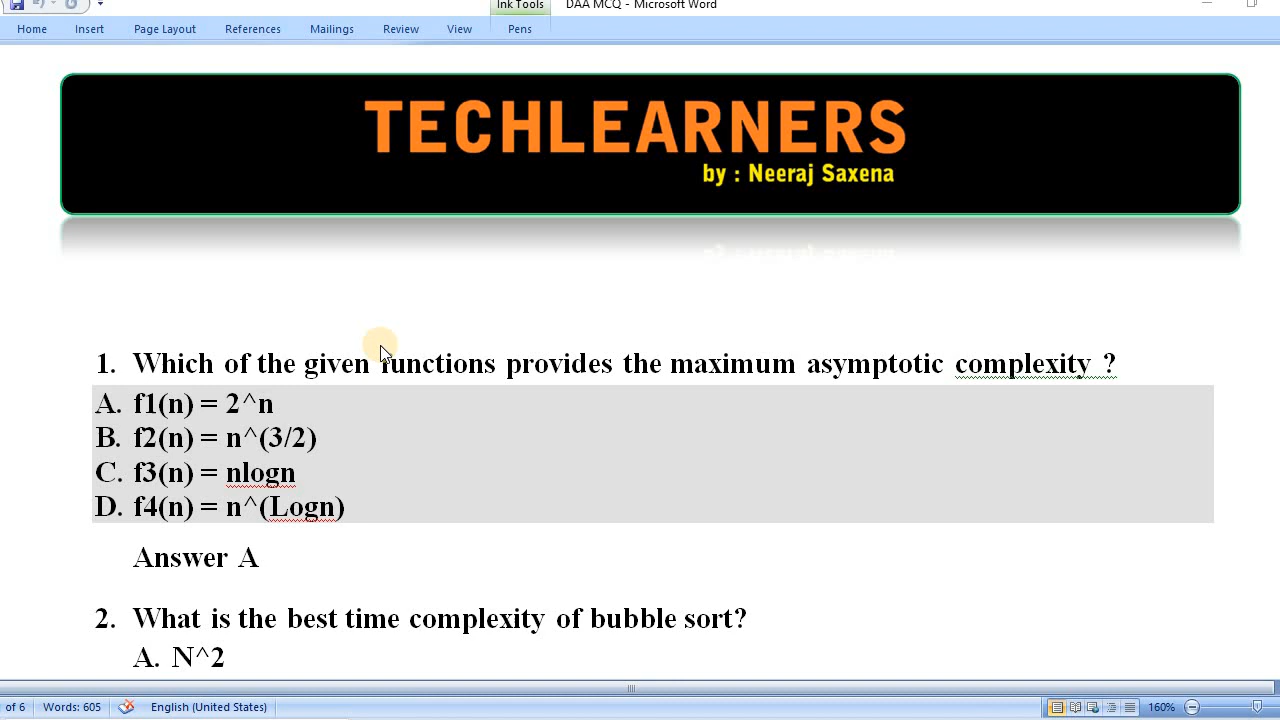 Ink Tools
DAA MCQ - Microsoft Word
Home Insert Page Layout References Mailings Review View Pens
TECHLEARNERS
by : Neeraj Saxena
1. Which of the given functions provides the maximum asymptotic complexity ?
A. f1(n) = 2^n
B. f2(n) = n^(3/2)
C. f3(n) = nlogn
D. f4(n) = n^(Logn)
Answer A
2. What is the best time complexity of bubble sort?
A. N^2
of 6 Words: 605 English (United States) 160%